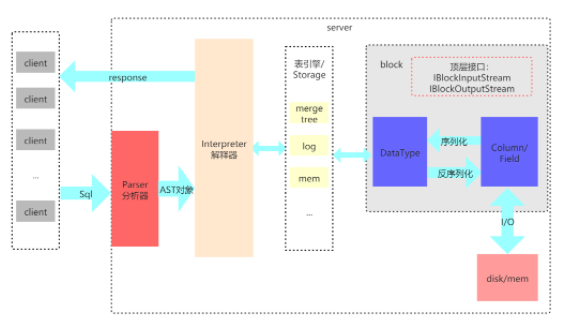 server
client
client
client
...
client
response
Sql
Parser
分析器
AST对象
Interpreter
解释器
表引擎/
Storage
merge
tree
log
mem
...
block
顶层接口：
IBlockInputStream
IBlockOutputStream
DataType
序列化
反序列化
Column/
Field
I/O
disk/mem